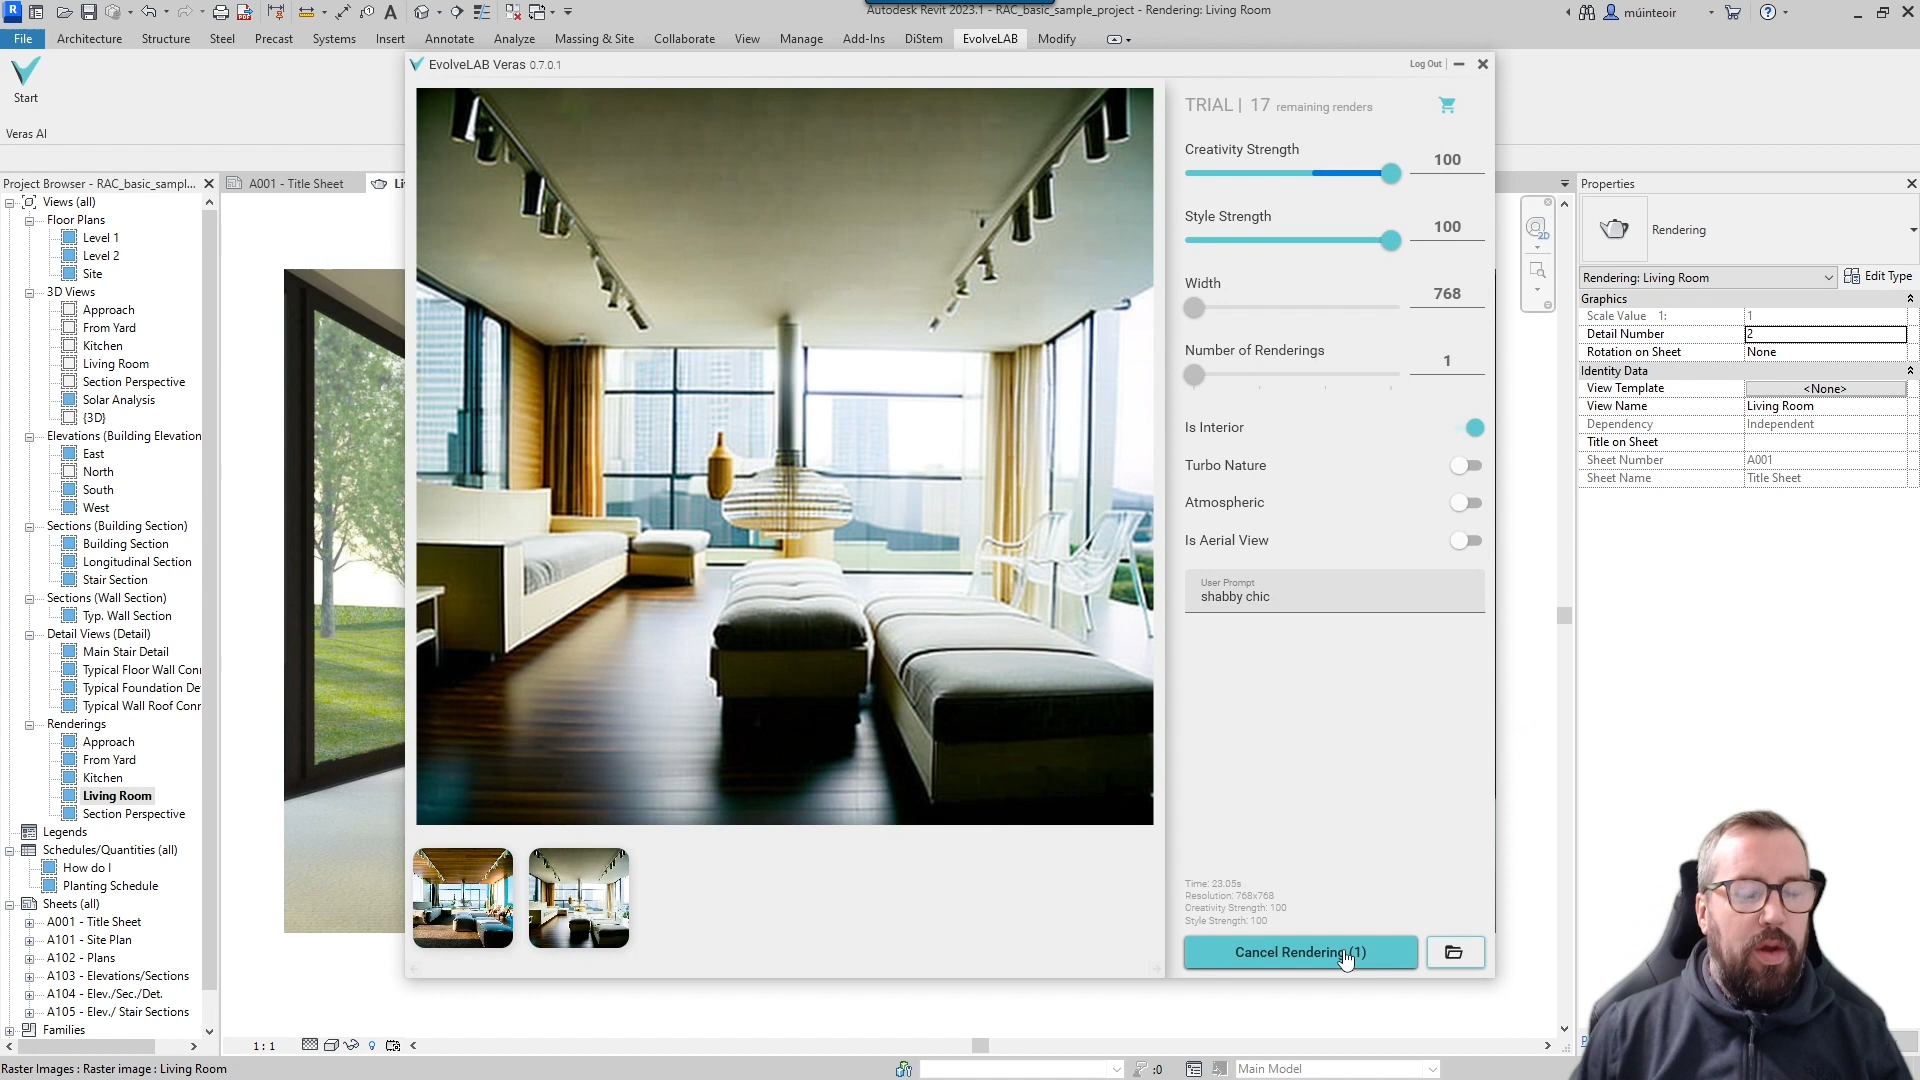 Autodesk Revit 2023.1 - RAC_basic_sample_project - Rendering: Living Room
múinteoir
File
Architecture
Structure
Steel
Precast
Systems
Insert
Annotate
Analyze
Massing & Site
Collaborate
View
Manage
Add-Ins
DiStem
EvolveLAB
Modify
Start
Veras AI
EvolveLAB Veras 0.7.0.1
Log Out
TRIAL | 17 remaining renders
Creativity Strength
100
Style Strength
100
Width
768
Number of Renderings
1
Is Interior
Turbo Nature
Atmospheric
Is Aerial View
User Prompt
shabby chic
Time: 23.05s
Resolution: 768x768
Creativity Strength: 100
Style Strength: 100
Cancel Rendering (1)
Project Browser - RAC_basic_sampl...
A001 - Title Sheet
Li
Views (all)
Floor Plans
Level 1
Level 2
Site
3D Views
Approach
From Yard
Kitchen
Living Room
Section Perspective
Solar Analysis
{3D}
Elevations (Building Elevation
East
North
South
West
Sections (Building Section)
Building Section
Longitudinal Section
Stair Section
Sections (Wall Section)
Typ. Wall Section
Detail Views (Detail)
Main Stair Detail
Typical Floor Wall Conn
Typical Foundation De
Typical Wall Roof Conn
Renderings
Approach
From Yard
Kitchen
Living Room
Section Perspective
Legends
Schedules/Quantities (all)
How do I
Planting Schedule
Sheets (all)
A001 - Title Sheet
A101 - Site Plan
A102 - Plans
A103 - Elevations/Sections
A104 - Elev./Sec./Det.
A105 - Elev./ Stair Sections
Families
Properties
Rendering
Rendering: Living Room
Edit Type
Graphics
Scale Value 1:
1
Detail Number
2
Rotation on Sheet
None
Identity Data
View Template
<None>
View Name
Living Room
Dependency
Independent
Title on Sheet
Sheet Number
A001
Sheet Name
Title Sheet
2D
1 : 1
Raster Images : Raster image : Living Room
:0
Main Model